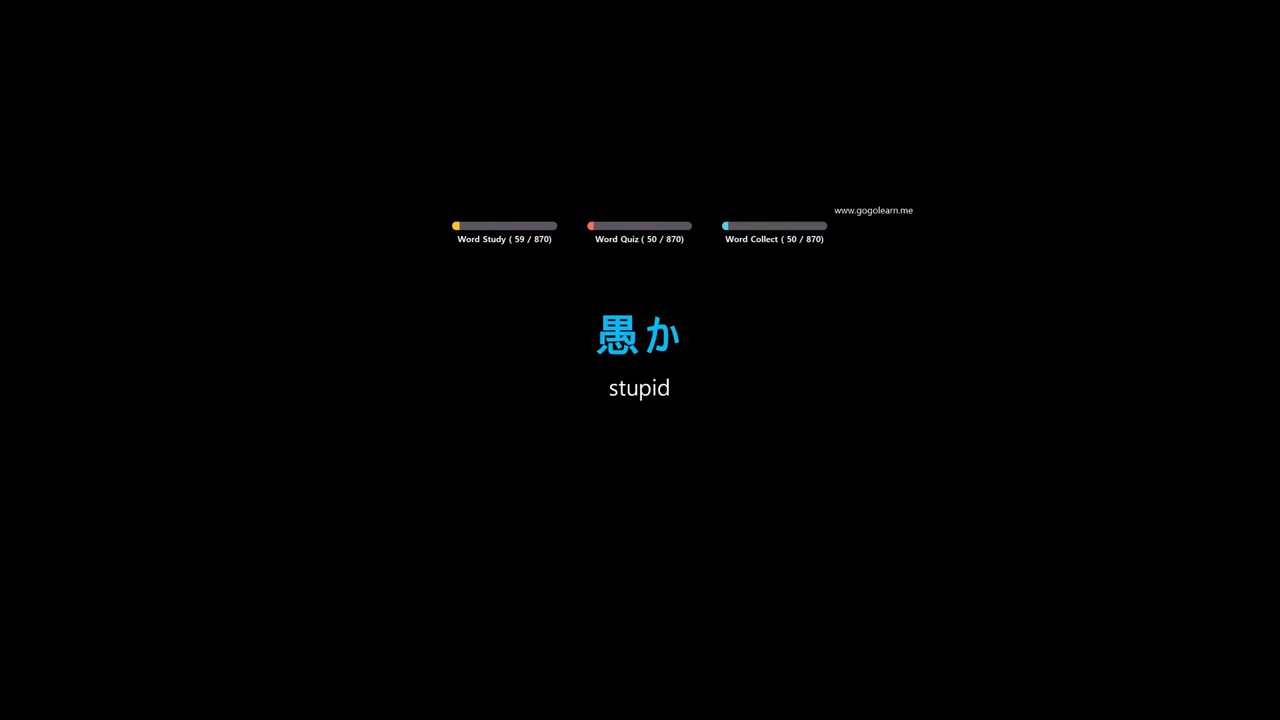 www.gogolearn.me
Word Study ( 59 / 870)
Word Quiz ( 50 / 870)
Word Collect ( 50 / 870)
愚か
stupid